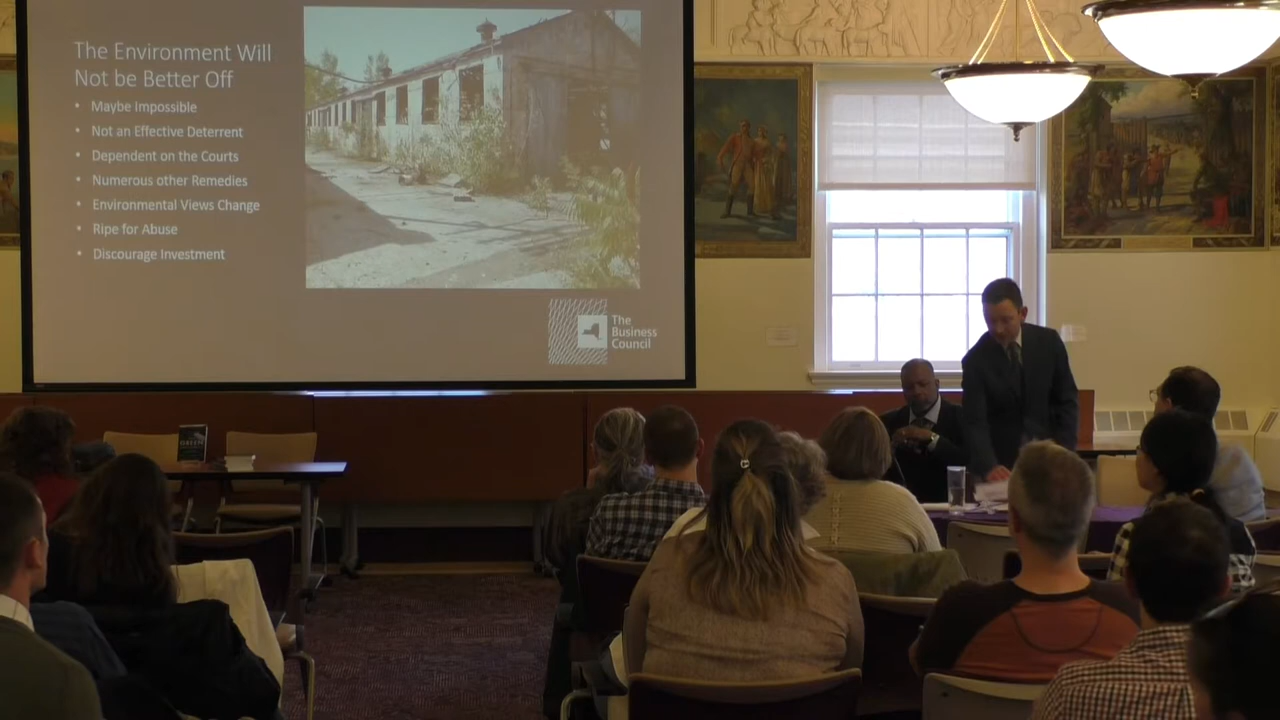 The Environment Will
Not be Better Off
• Maybe Impossible
• Not an Effective Deterrent
• Dependent on the Courts
• Numerous other Remedies
• Environmental Views Change
• Ripe for Abuse
• Discourage Investment
The
Business
Council